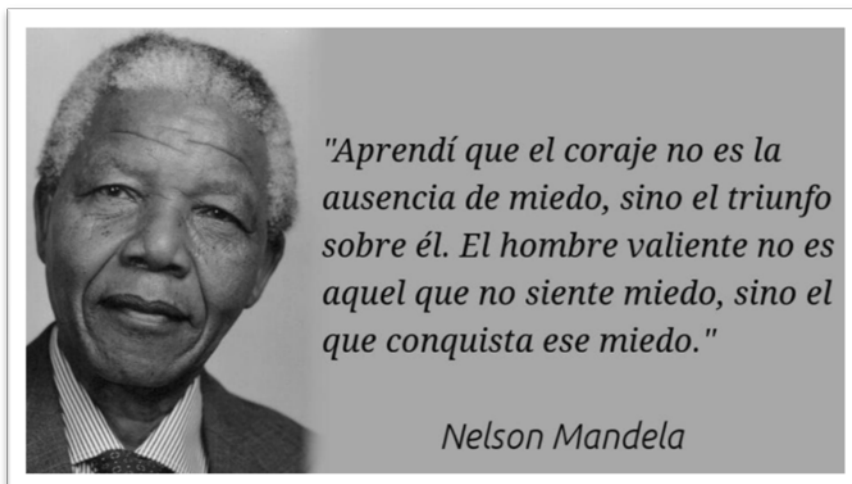 "Aprendí que el coraje no es la
ausencia de miedo, sino el triunfo
sobre él. El hombre valiente no es
aquel que no siente miedo, sino el
que conquista ese miedo."
Nelson Mandela